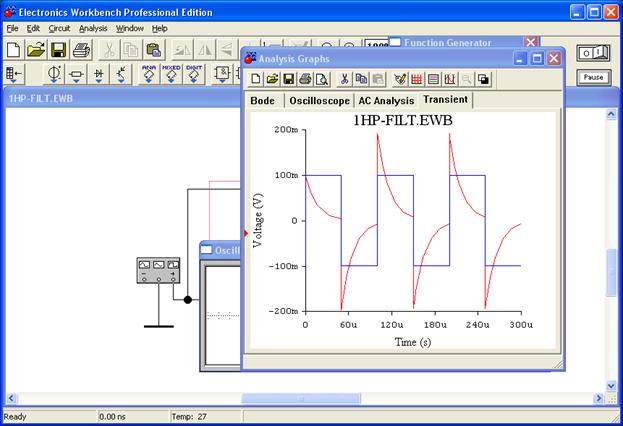 Electronics Workbench Professional Edition
File Edit Circuit Analysis Window Help
Function Generator
ANA MIXED DIGIT
Pause
1HP-FILT.EWB
Analysis Graphs
Bode Oscilloscope AC Analysis Transient
1HP-FILT.EWB
200m
100m
0
-100m
-200m
Voltage (V)
0 60u 120u 180u 240u 300u
Time (s)
Oscil
Ready 0.00 ns Temp: 27